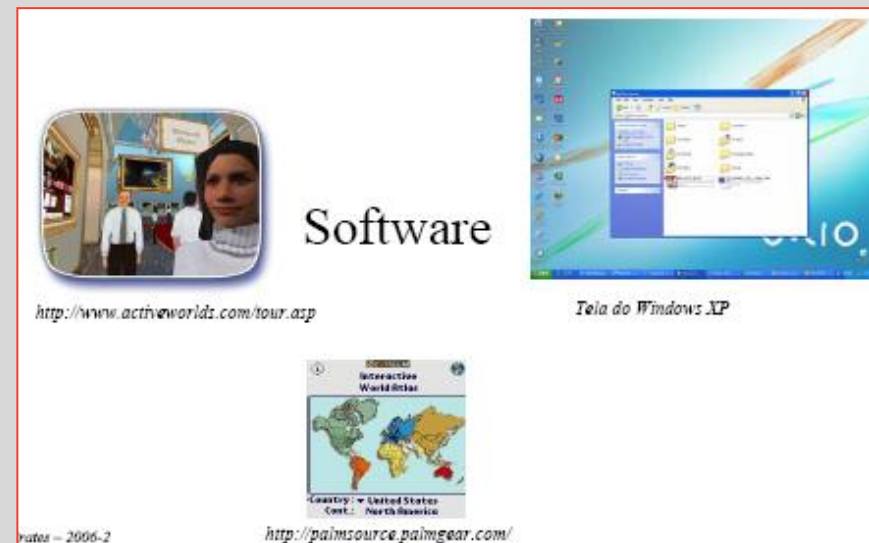 Software
http://www.activeworlds.com/tour.asp
Tela do Windows XP
Interactive
World Atlas
Country: United States
Cont.: North America
http://palmsource.palmgear.com/
rates – 2006-2